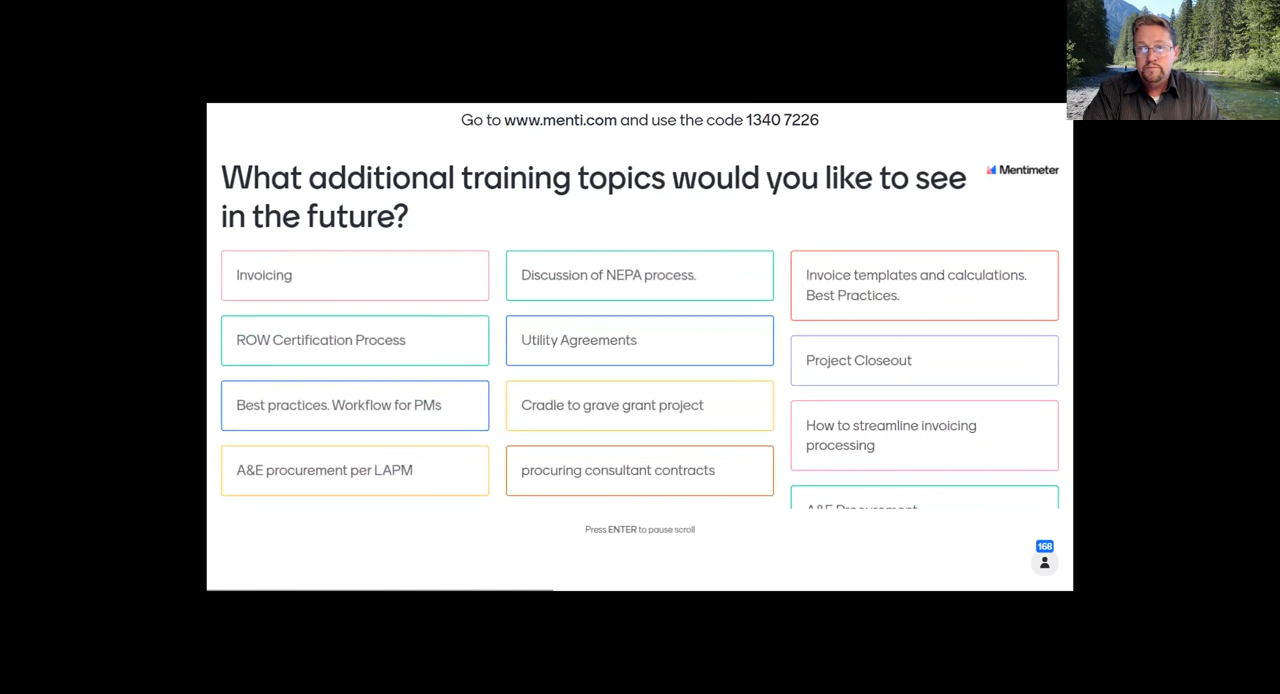 Go to www.menti.com and use the code 1340 7226
What additional training topics would you like to see
in the future?
Mentimeter
Invoicing
ROW Certification Process
Best practices. Workflow for PMs
A&E procurement per LAPM
Discussion of NEPA process.
Utility Agreements
Cradle to grave grant project
procuring consultant contracts
Invoice templates and calculations.
Best Practices.
Project Closeout
How to streamline invoicing
processing
A&E Procurement
Press ENTER to pause scroll
168